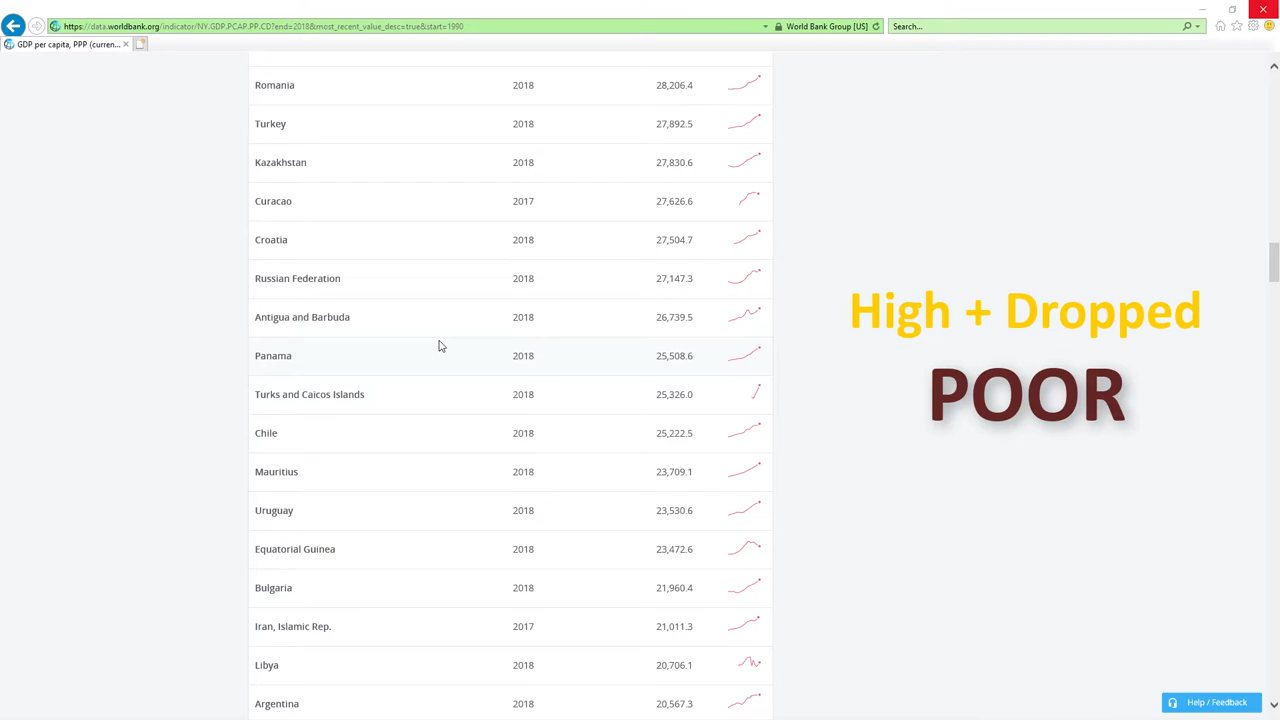 https://data.worldbank.org/indicator/NY.GDP.PCAP.PP.CD?end=2018&most_recent_value_desc=true&start=1990
World Bank Group [US]
Search...
GDP per capita, PPP (curren...
Romania 2018 28,206.4
Turkey 2018 27,892.5
Kazakhstan 2018 27,830.6
Curacao 2017 27,626.6
Croatia 2018 27,504.7
Russian Federation 2018 27,147.3
Antigua and Barbuda 2018 26,739.5
Panama 2018 25,508.6
Turks and Caicos Islands 2018 25,326.0
Chile 2018 25,222.5
Mauritius 2018 23,709.1
Uruguay 2018 23,530.6
Equatorial Guinea 2018 23,472.6
Bulgaria 2018 21,960.4
Iran, Islamic Rep. 2017 21,011.3
Libya 2018 20,706.1
Argentina 2018 20,567.3
High + Dropped
POOR
Help / Feedback